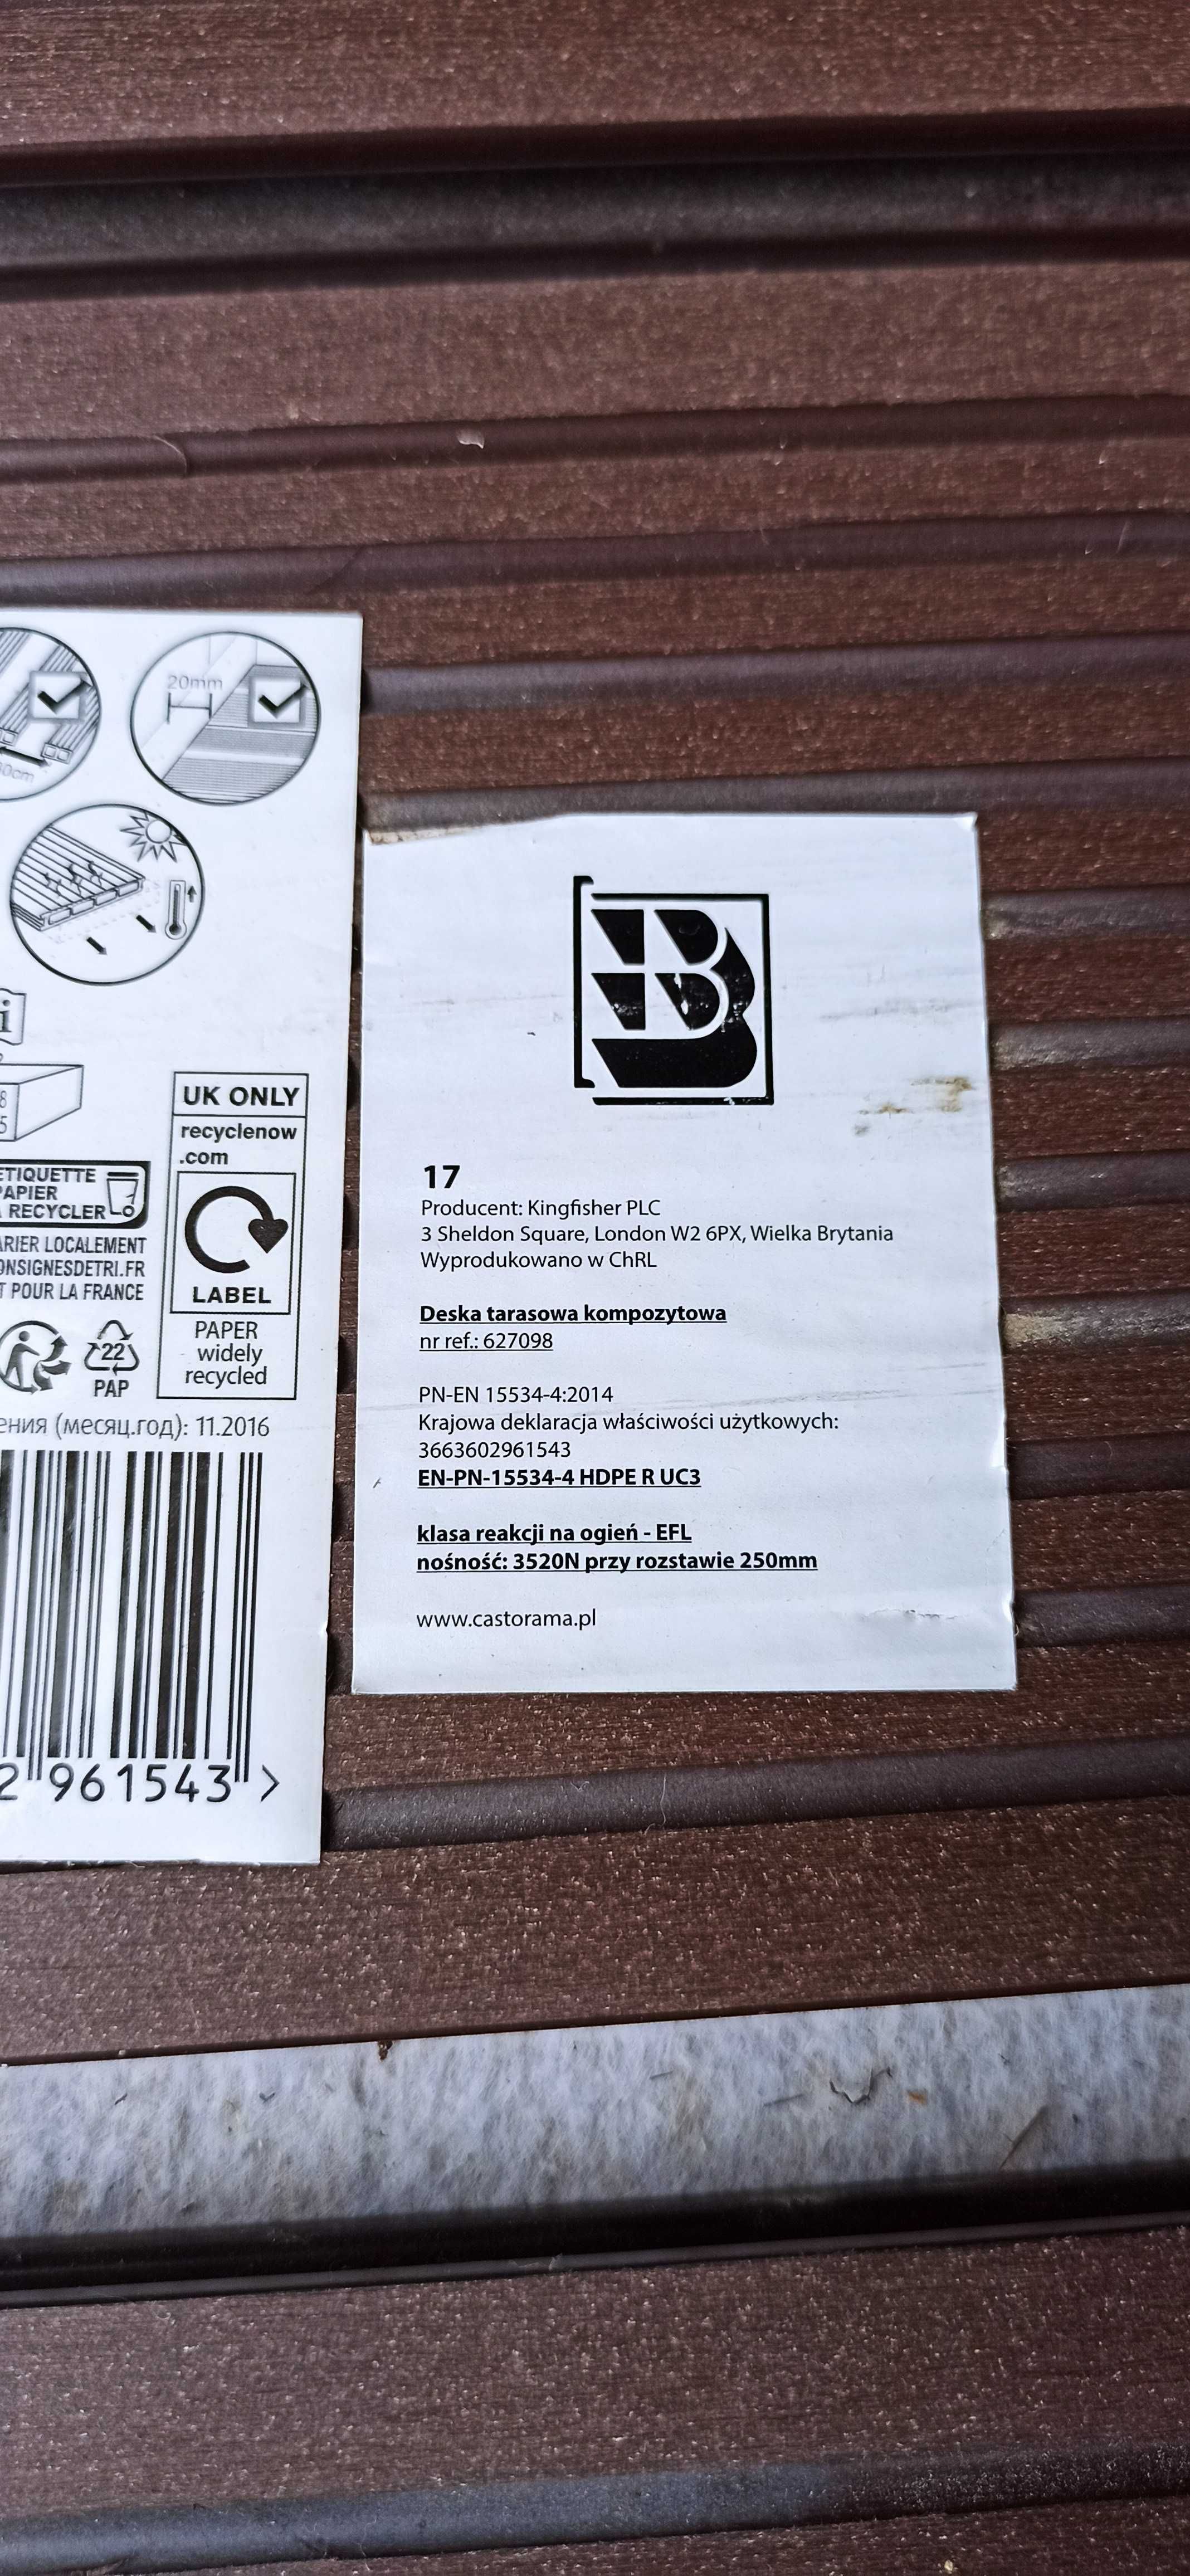 20mm
i
8
5
UK ONLY
recyclenow
.com
LABEL
PAPER
widely
recycled
ETIQUETTE
PAPIER
À RECYCLER
ARIER LOCALEMENT
ONSIGNESDETRI.FR
T POUR LA FRANCE
22
PAP
ения (месяц.год): 11.2016
2 961543 >
B
17
Producent: Kingfisher PLC
3 Sheldon Square, London W2 6PX, Wielka Brytania
Wyprodukowano w ChRL
Deska tarasowa kompozytowa
nr ref.: 627098
PN-EN 15534-4:2014
Krajowa deklaracja właściwości użytkowych:
3663602961543
EN-PN-15534-4 HDPE R UC3
klasa reakcji na ogień - EFL
nośność: 3520N przy rozstawie 250mm
www.castorama.pl